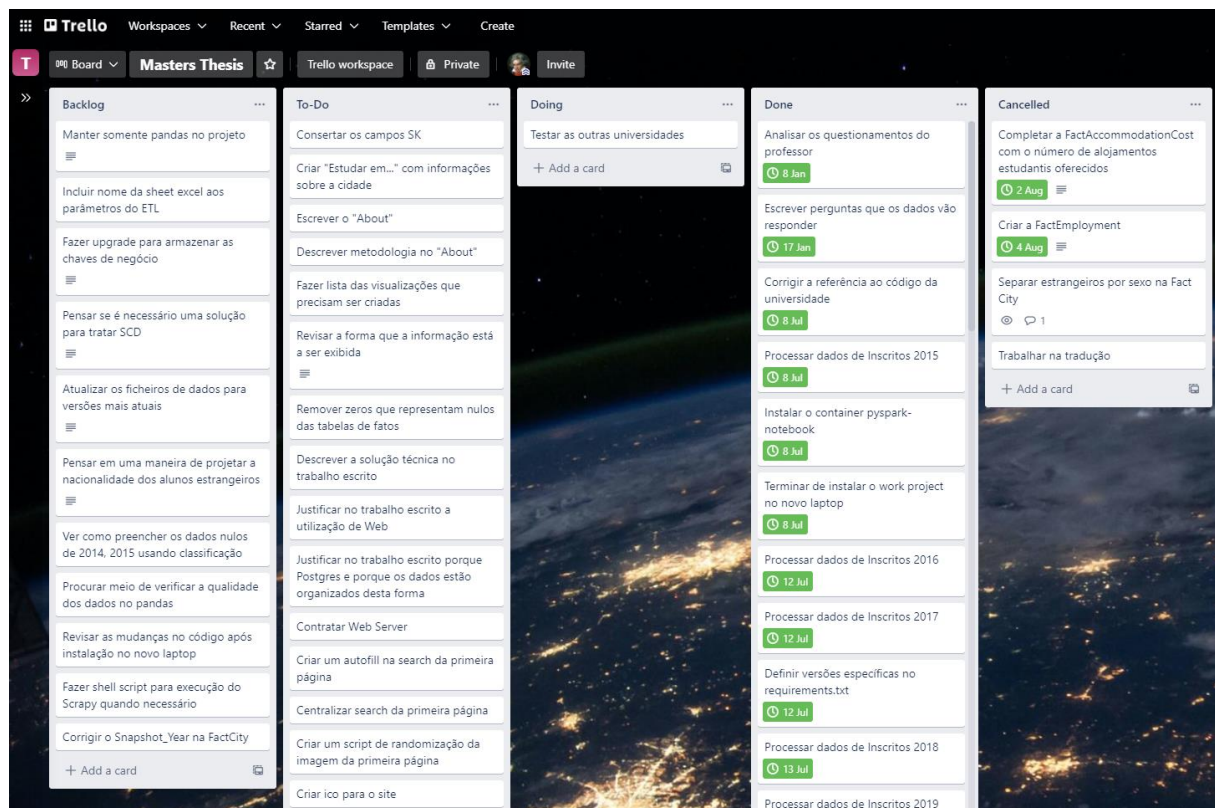 Trello
Workspaces
Recent
Starred
Templates
Create
T
Board
Masters Thesis
Trello workspace
Private
Invite
Backlog
Manter somente pandas no projeto
Incluir nome da sheet excel aos
parâmetros do ETL
Fazer upgrade para armazenar as
chaves de negócio
Pensar se é necessário uma solução
para tratar SCD
Atualizar os ficheiros de dados para
versões mais atuais
Pensar em uma maneira de projetar a
nacionalidade dos alunos estrangeiros
Ver como preencher os dados nulos
de 2014, 2015 usando classificação
Procurar meio de verificar a qualidade
dos dados no pandas
Revisar as mudanças no código após
instalação no novo laptop
Fazer shell script para execução do
Scrapy quando necessário
Corrigir o Snapshot_Year na FactCity
+ Add a card
To-Do
Consertar os campos SK
Criar "Estudar em..." com informações
sobre a cidade
Escrever o "About"
Descrever metodologia no "About"
Fazer lista das visualizações que
precisam ser criadas
Revisar a forma que a informação está
a ser exibida
Remover zeros que representam nulos
das tabelas de fatos
Descrever a solução técnica no
trabalho escrito
Justificar no trabalho escrito a
utilização de Web
Justificar no trabalho escrito porque
Postgres e porque os dados estão
organizados desta forma
Contratar Web Server
Criar um autofill na search da primeira
página
Centralizar search da primeira página
Criar um script de randomização da
imagem da primeira página
Criar ico para o site
Doing
Testar as outras universidades
+ Add a card
Done
Analisar os questionamentos do
professor
8 Jan
Escrever perguntas que os dados vão
responder
17 Jan
Corrigir a referência ao código da
universidade
8 Jul
Processar dados de Inscritos 2015
8 Jul
Instalar o container pyspark-
notebook
8 Jul
Terminar de instalar o work project
no novo laptop
8 Jul
Processar dados de Inscritos 2016
12 Jul
Processar dados de Inscritos 2017
12 Jul
Definir versões específicas no
requirements.txt
12 Jul
Processar dados de Inscritos 2018
13 Jul
Processar dados de Inscritos 2019
Cancelled
Completar a FactAccommodationCost
com o número de alojamentos
estudantis oferecidos
2 Aug
Criar a FactEmployment
4 Aug
Separar estrangeiros por sexo na Fact
City
1
Trabalhar na tradução
+ Add a card